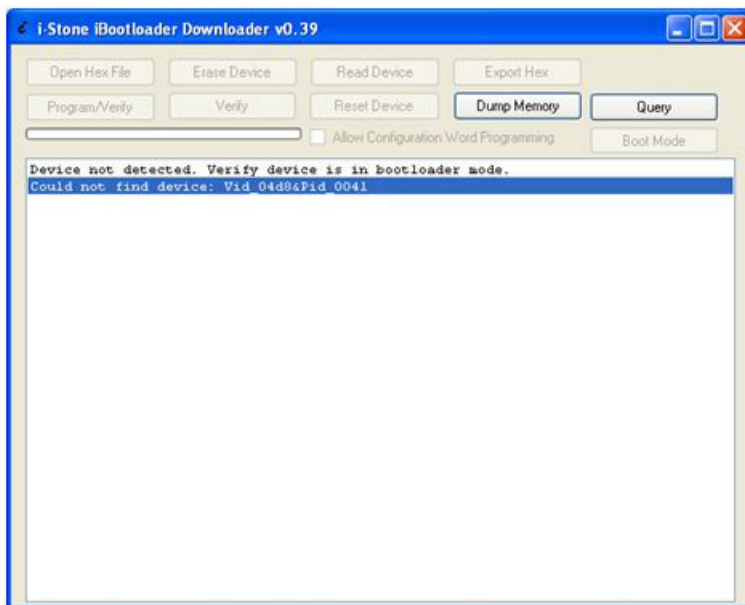 i-Stone iBootloader Downloader v0.39
Open Hex File Erase Device Read Device Export Hex
Program/Verify Verify Reset Device Dump Memory Query
Allow Configuration Word Programming Boot Mode
Device not detected. Verify device is in bootloader mode.
Could not find device: Vid_04d8&Pid_0041